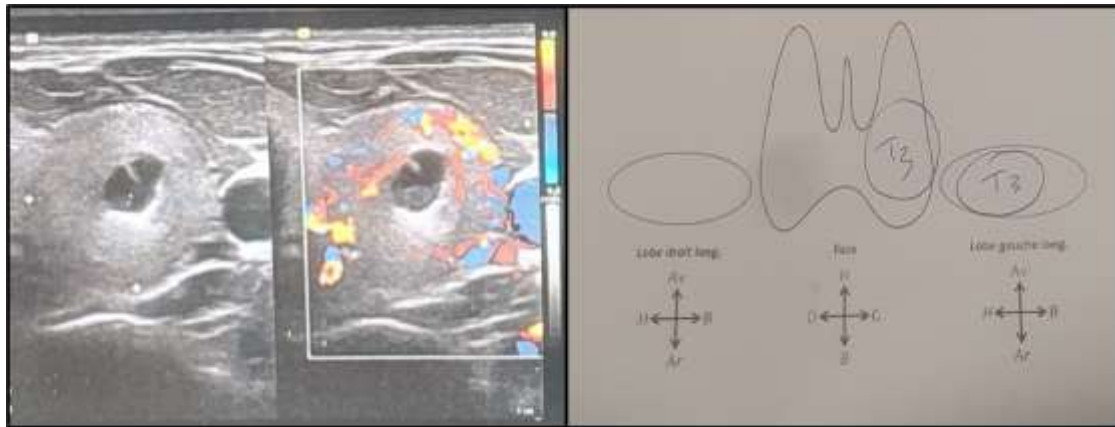 T3
T3
Lobe droit long.
Face
Lobe gauche long.
Av
H
B
Ar
H
D
G
B
Av
H
B
Ar